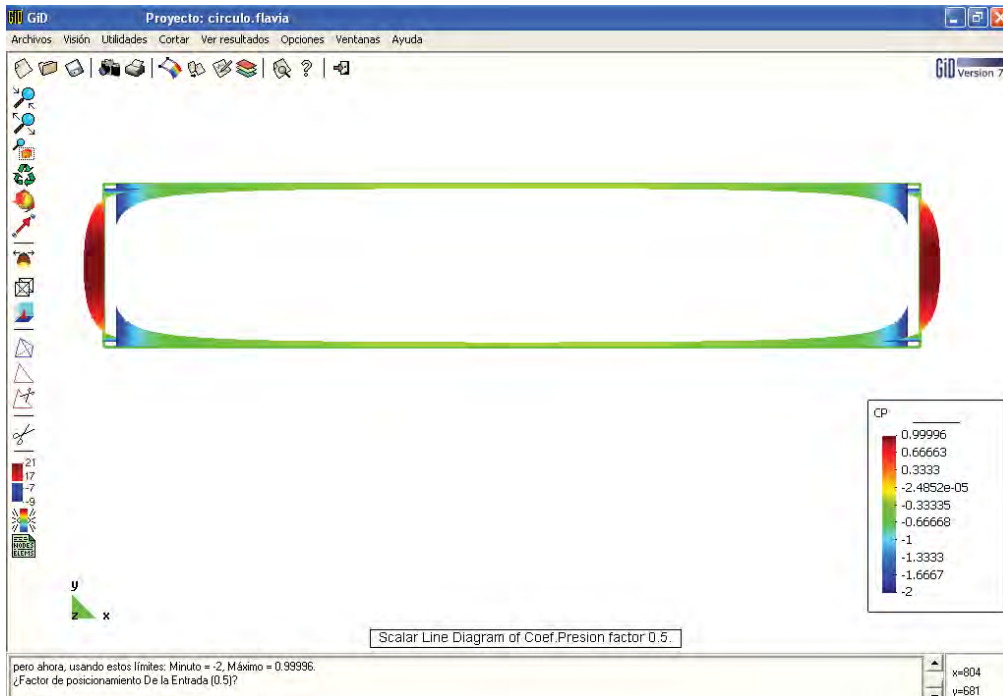 GiD GiD Proyecto: circulo.flavia
Archivos Visión Utilidades Cortar Ver resultados Opciones Ventanas Ayuda
GiD Version 7
21
17
-7
-9
NODES
ELEMS
CP
0.99996
0.66663
0.3333
-2.4852e-05
-0.33335
-0.66668
-1
-1.3333
-1.6667
-2
y
z x
Scalar Line Diagram of Coef.Presion factor 0.5.
pero ahora, usando estos límites: Minuto = -2, Máximo = 0.99996.
¿Factor de posicionamiento De la Entrada (0.5)?
x=804
y=681